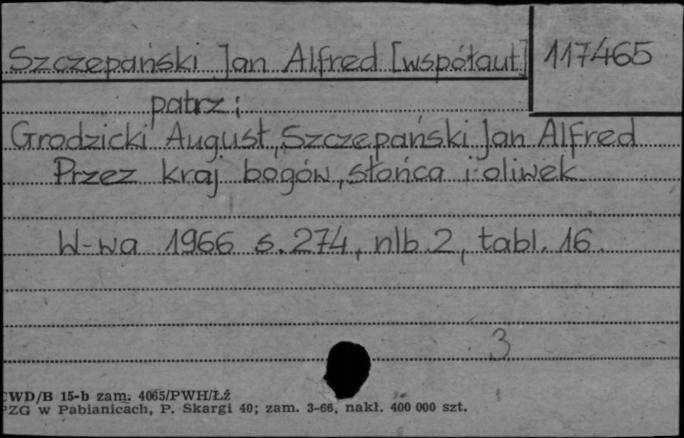 Szczepański Jan Alfred [współaut] 117465
patrz:
Grodzicki August, Szczepański Jan Alfred
Przez kraj bogów, słońca i oliwek
W-wa 1966 s. 274, nlb. 2, tabl. 16.
3
CWD/B 15-b zam. 4065/PWH/Łź
PZG w Pabianicach, P. Skargi 40; zam. 3-66, nakł. 400 000 szt.